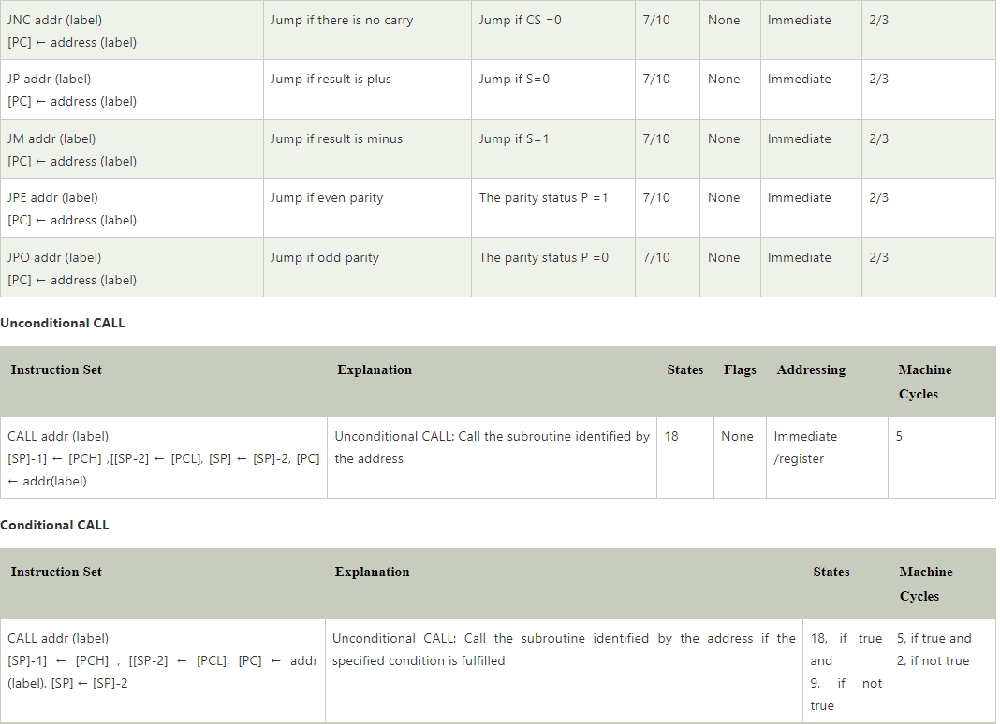 JNC addr (label) Jump if there is no carry Jump if CS =0 7/10 None Immediate 2/3
[PC] ← address (label)
JP addr (label) Jump if result is plus Jump if S=0 7/10 None Immediate 2/3
[PC] ← address (label)
JM addr (label) Jump if result is minus Jump if S=1 7/10 None Immediate 2/3
[PC] ← address (label)
JPE addr (label) Jump if even parity The parity status P =1 7/10 None Immediate 2/3
[PC] ← address (label)
JPO addr (label) Jump if odd parity The parity status P =0 7/10 None Immediate 2/3
[PC] ← address (label)
Unconditional CALL
Instruction Set Explanation States Flags Addressing Machine
Cycles
CALL addr (label) Unconditional CALL: Call the subroutine identified by 18 None Immediate 5
[SP]-1] ← [PCH] ,[[SP-2] ← [PCL], [SP] ← [SP]-2, [PC] the address /register
← addr(label)
Conditional CALL
Instruction Set Explanation States Machine
Cycles
CALL addr (label) Unconditional CALL: Call the subroutine identified by the address if the 18, if true 5, if true and
[SP]-1] ← [PCH] , [[SP-2] ← [PCL], [PC] ← addr specified condition is fulfilled and 2, if not true
(label), [SP] ← [SP]-2 9, if not
true